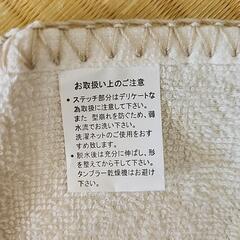 お取扱い上のご注意
● ステッチ部分はデリケートな
為取扱に注意して下さい。
また 型崩れを防ぐため、弱
水流でお洗い下さい。
洗濯ネットのご使用をおす
すめ致します。
● 脱水後は充分に伸ばし、形
を整えてから干して下さい。
タンブラー乾燥機はお避け
下さい。